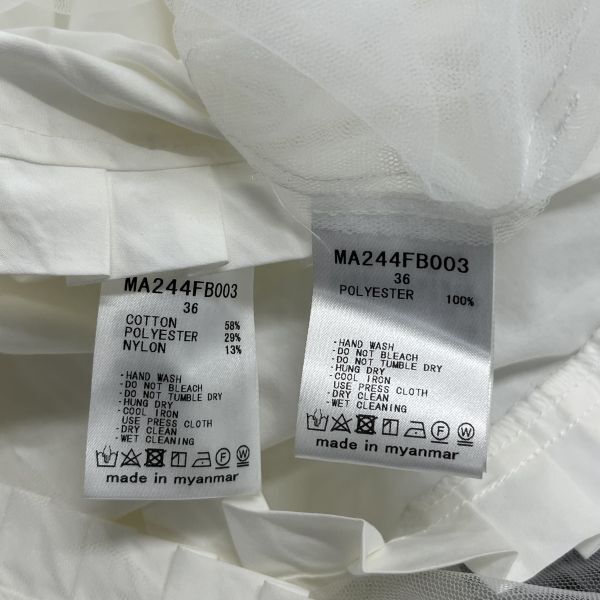 MA244FB003
36
COTTON 58%
POLYESTER 29%
NYLON 13%
-HAND WASH
-DO NOT BLEACH
-DO NOT TUMBLE DRY
-HUNG DRY
-COOL IRON
USE PRESS CLOTH
-DRY CLEAN
-WET CLEANING
F W
made in myanmar
MA244FB003
36
POLYESTER 100%
-HAND WASH
-DO NOT BLEACH
-DO NOT TUMBLE DRY
-HUNG DRY
-COOL IRON
USE PRESS CLOTH
-DRY CLEAN
-WET CLEANING
F W
made in myanmar